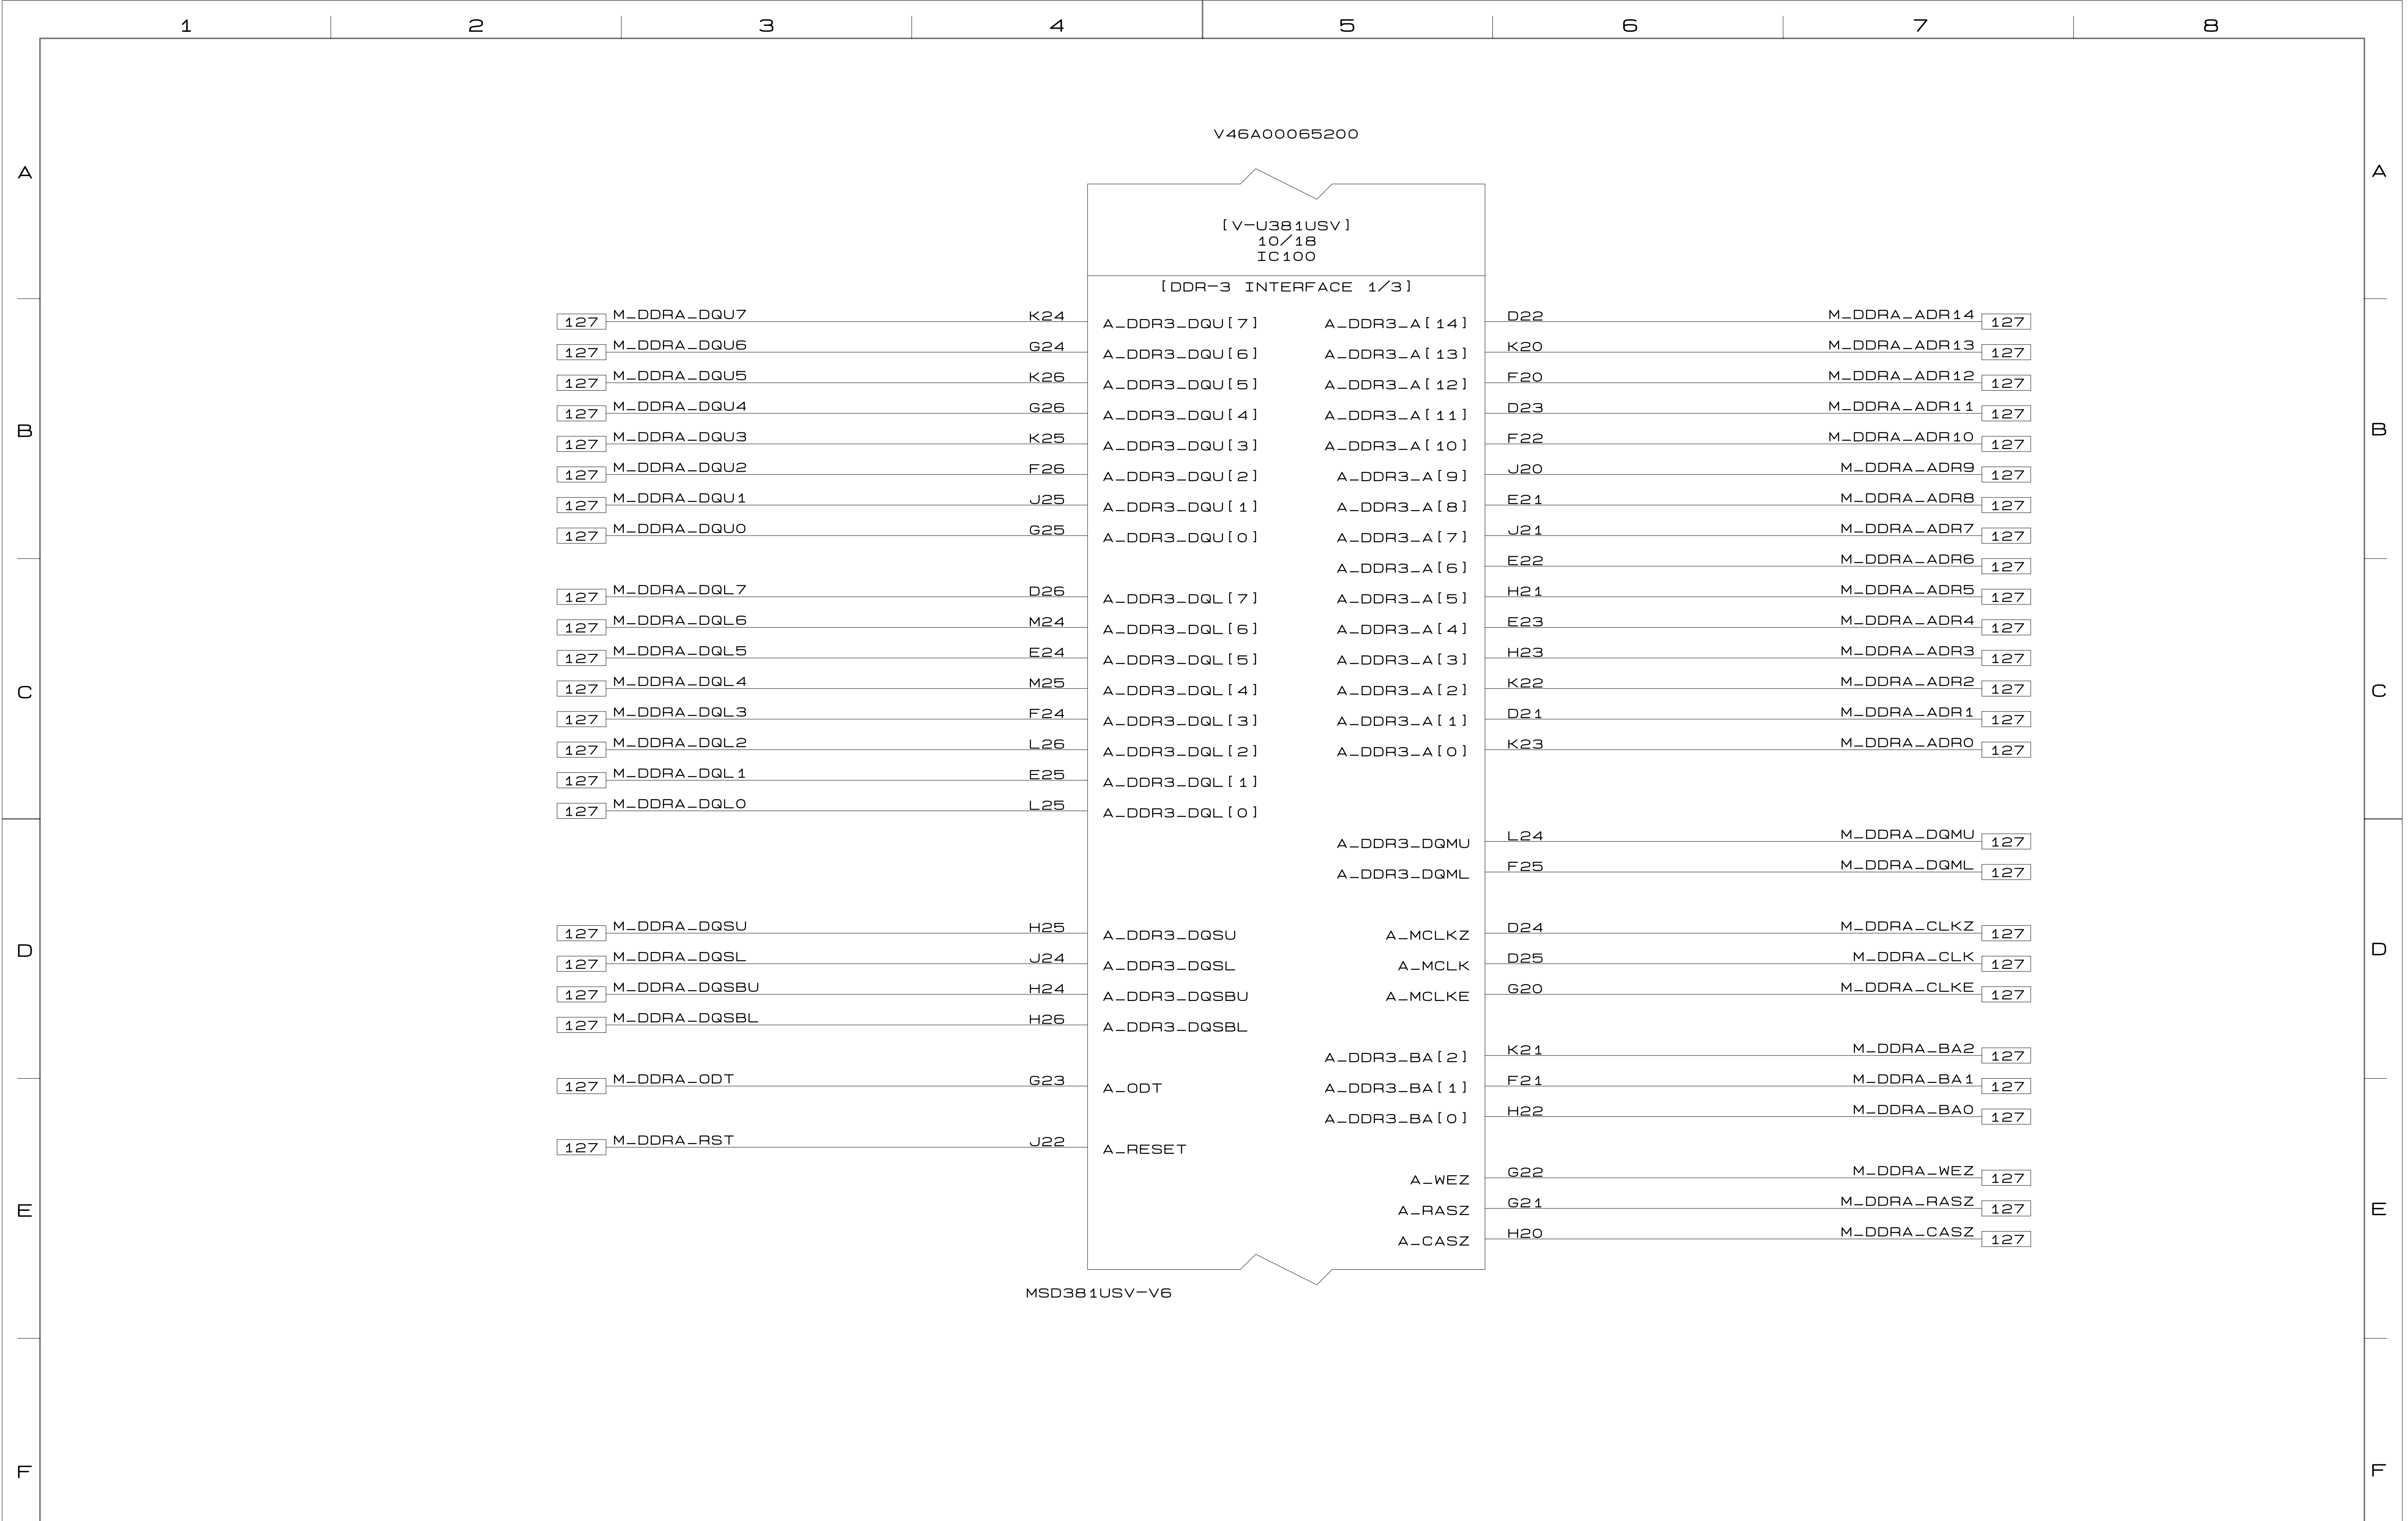 1 2 3 4 5 6 7 8
V46A00065200
A A
[V-U381USV]
10/18
IC100
[DDR-3 INTERFACE 1/3]
127 M_DDRA_DQU7 K24 A_DDR3_DQU[7] A_DDR3_A[14] D22 M_DDRA_ADR14 127
127 M_DDRA_DQU6 G24 A_DDR3_DQU[6] A_DDR3_A[13] K20 M_DDRA_ADR13 127
127 M_DDRA_DQU5 K26 A_DDR3_DQU[5] A_DDR3_A[12] F20 M_DDRA_ADR12 127
127 M_DDRA_DQU4 G26 A_DDR3_DQU[4] A_DDR3_A[11] D23 M_DDRA_ADR11 127
B B
127 M_DDRA_DQU3 K25 A_DDR3_DQU[3] A_DDR3_A[10] F22 M_DDRA_ADR10 127
127 M_DDRA_DQU2 F26 A_DDR3_DQU[2] A_DDR3_A[9] J20 M_DDRA_ADR9 127
127 M_DDRA_DQU1 J25 A_DDR3_DQU[1] A_DDR3_A[8] E21 M_DDRA_ADR8 127
127 M_DDRA_DQU0 G25 A_DDR3_DQU[0] A_DDR3_A[7] J21 M_DDRA_ADR7 127
A_DDR3_A[6] E22 M_DDRA_ADR6 127
127 M_DDRA_DQL7 D26 A_DDR3_DQL[7] A_DDR3_A[5] H21 M_DDRA_ADR5 127
127 M_DDRA_DQL6 M24 A_DDR3_DQL[6] A_DDR3_A[4] E23 M_DDRA_ADR4 127
127 M_DDRA_DQL5 E24 A_DDR3_DQL[5] A_DDR3_A[3] H23 M_DDRA_ADR3 127
C C
127 M_DDRA_DQL4 M25 A_DDR3_DQL[4] A_DDR3_A[2] K22 M_DDRA_ADR2 127
127 M_DDRA_DQL3 F24 A_DDR3_DQL[3] A_DDR3_A[1] D21 M_DDRA_ADR1 127
127 M_DDRA_DQL2 L26 A_DDR3_DQL[2] A_DDR3_A[0] K23 M_DDRA_ADR0 127
127 M_DDRA_DQL1 E25 A_DDR3_DQL[1]
127 M_DDRA_DQL0 L25 A_DDR3_DQL[0]
A_DDR3_DQMU L24 M_DDRA_DQMU 127
A_DDR3_DQML F25 M_DDRA_DQML 127
127 M_DDRA_DQSU H25 A_DDR3_DQSU A_MCLKZ D24 M_DDRA_CLKZ 127
D D
127 M_DDRA_DQSL J24 A_DDR3_DQSL A_MCLK D25 M_DDRA_CLK 127
127 M_DDRA_DQSBU H24 A_DDR3_DQSBU A_MCLKE G20 M_DDRA_CLKE 127
127 M_DDRA_DQSBL H26 A_DDR3_DQSBL
A_DDR3_BA[2] K21 M_DDRA_BA2 127
127 M_DDRA_ODT G23 A_ODT A_DDR3_BA[1] F21 M_DDRA_BA1 127
A_DDR3_BA[0] H22 M_DDRA_BA0 127
127 M_DDRA_RST J22 A_RESET
A_WEZ G22 M_DDRA_WEZ 127
E E
A_RASZ G21 M_DDRA_RASZ 127
A_CASZ H20 M_DDRA_CASZ 127
MSD381USV-V6
F F